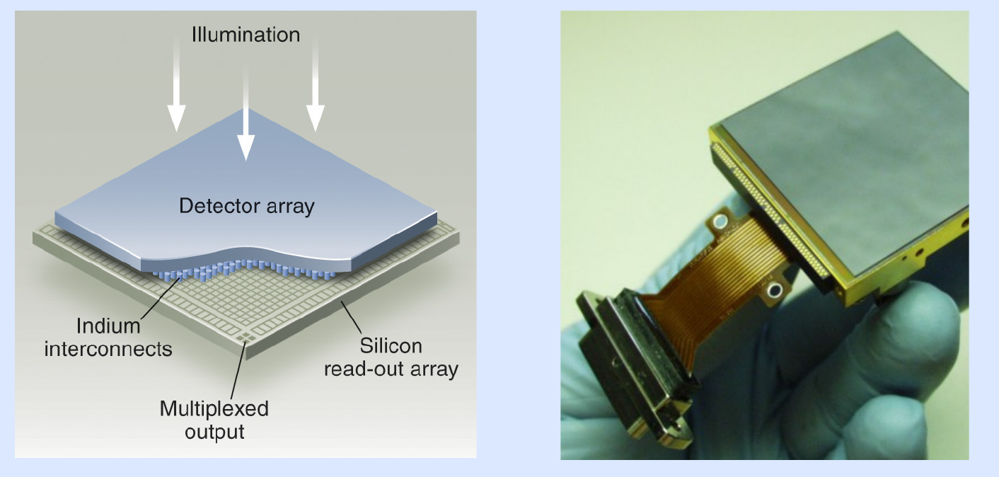 Illumination
Detector array
Indium
interconnects
Silicon
read-out array
Multiplexed
output